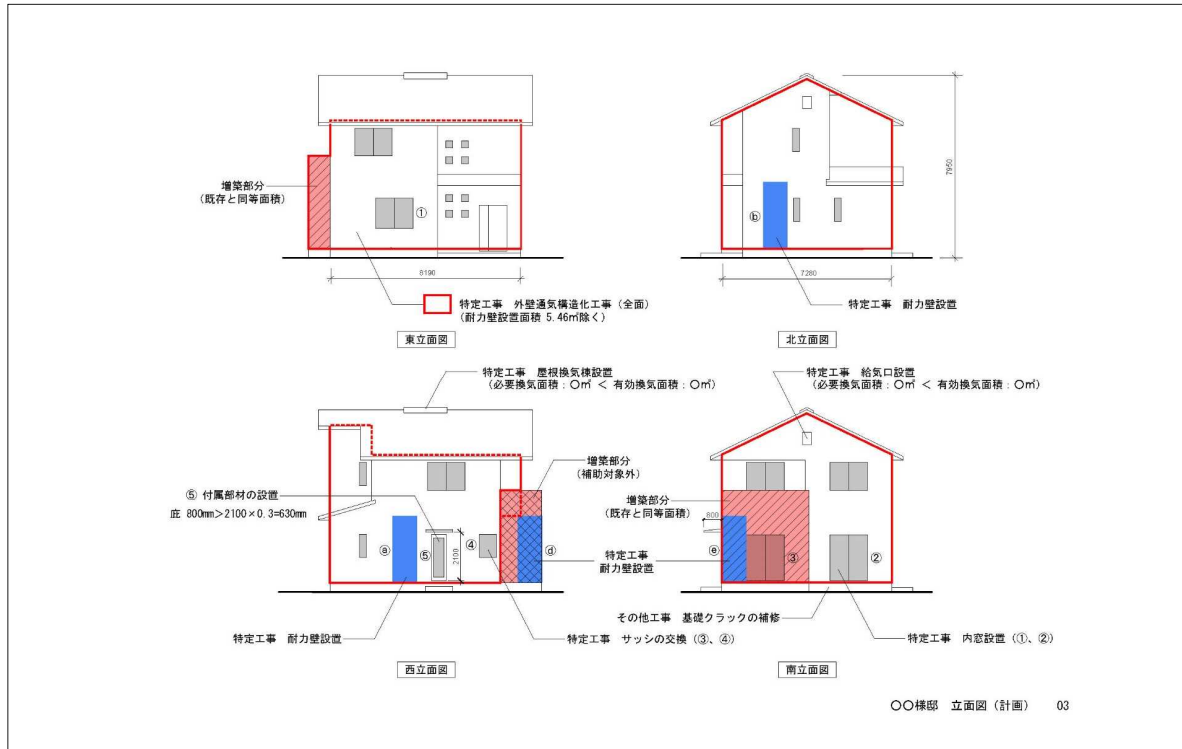 増築部分
（既存と同等面積）
①
8190
特定工事　外壁通気構造化工事（全面）
（耐力壁設置面積 5.46㎡除く）
東立面図
ⓑ
7950
7280
特定工事　耐力壁設置
北立面図
特定工事　屋根換気棟設置
（必要換気面積：〇㎡ ＜ 有効換気面積：〇㎡）
⑤ 付属部材の設置
庇 800mm＞2100×0.3=630mm
増築部分
（補助対象外）
ⓐ
⑤
2100
④
ⓓ
特定工事　耐力壁設置
特定工事　サッシの交換（③、④）
西立面図
特定工事　給気口設置
（必要換気面積：〇㎡ ＜ 有効換気面積：〇㎡）
増築部分
（既存と同等面積）
800
特定工事
耐力壁設置
ⓔ
③
②
その他工事　基礎クラックの補修
特定工事　内窓設置（①、②）
南立面図
〇〇様邸　立面図（計画）　03